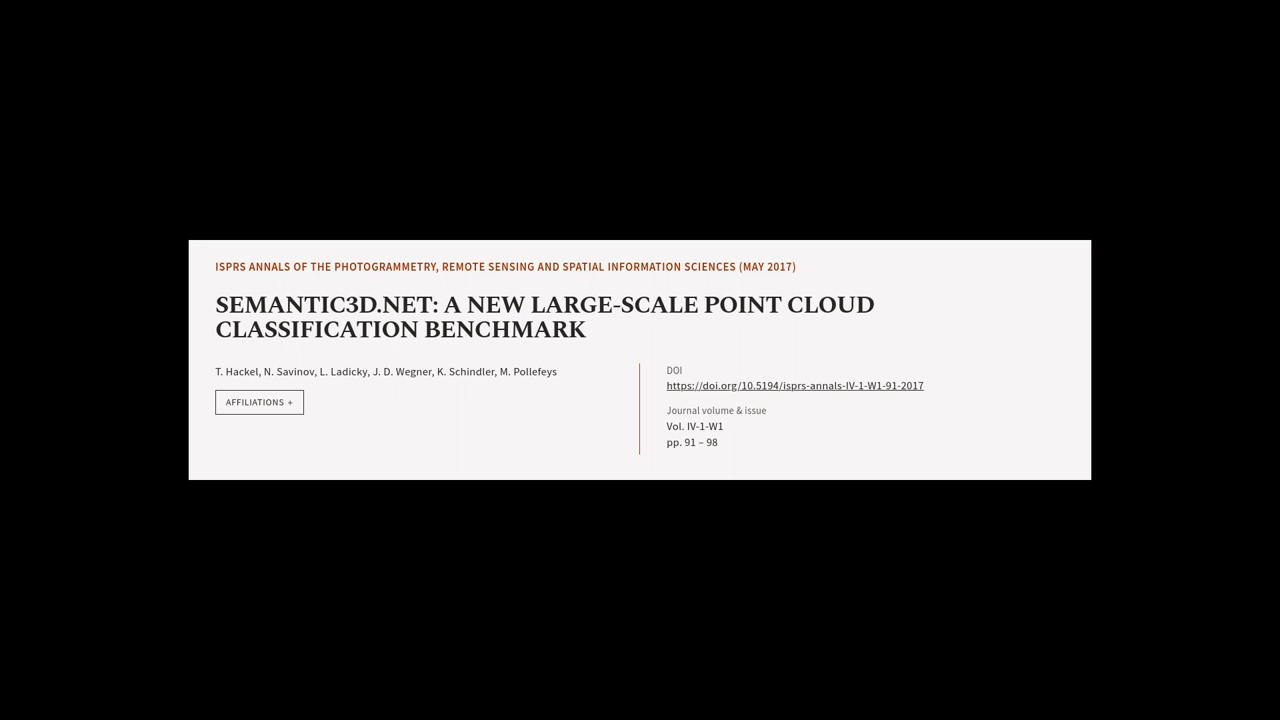 ISPRS ANNALS OF THE PHOTOGRAMMETRY, REMOTE SENSING AND SPATIAL INFORMATION SCIENCES (MAY 2017)
SEMANTIC3D.NET: A NEW LARGE-SCALE POINT CLOUD
CLASSIFICATION BENCHMARK
T. Hackel, N. Savinov, L. Ladicky, J. D. Wegner, K. Schindler, M. Pollefeys
AFFILIATIONS +
DOI
https://doi.org/10.5194/isprs-annals-IV-1-W1-91-2017
Journal volume & issue
Vol. IV-1-W1
pp. 91 – 98